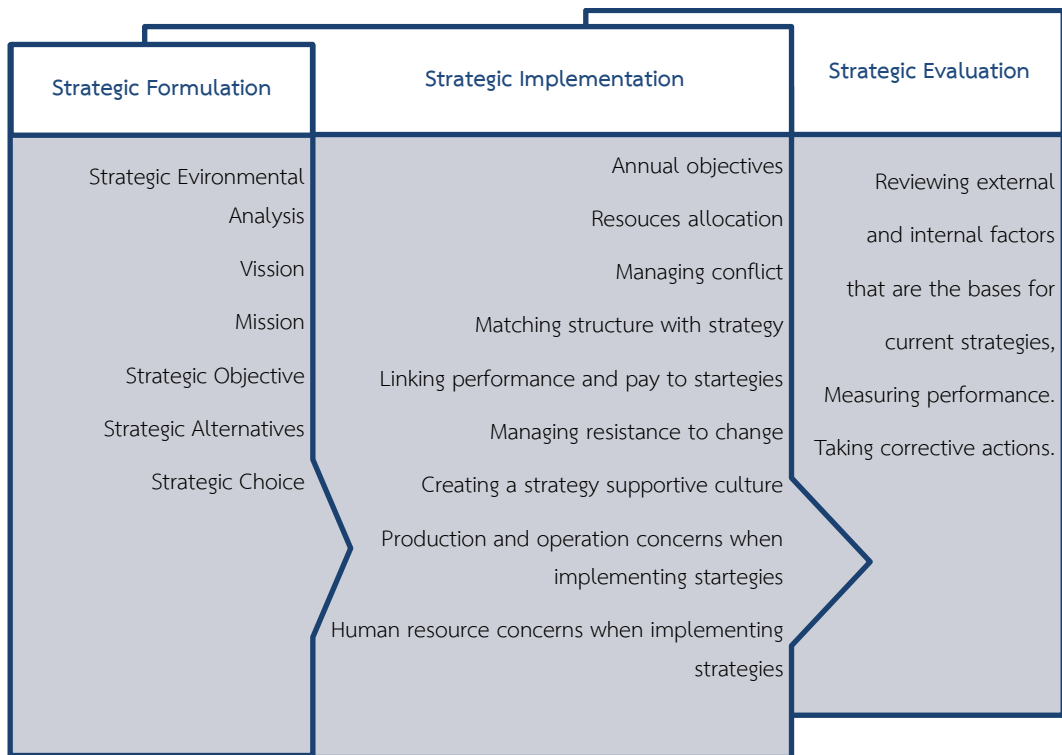 Strategic Formulation
Strategic Evironmental
Analysis
Vission
Mission
Strategic Objective
Strategic Alternatives
Strategic Choice
Strategic Implementation
Annual objectives
Resouces allocation
Managing conflict
Matching structure with strategy
Linking performance and pay to startegies
Managing resistance to change
Creating a strategy supportive culture
Production and operation concerns when
implementing startegies
Human resource concerns when implementing
strategies
Strategic Evaluation
Reviewing external
and internal factors
that are the bases for
current strategies,
Measuring performance.
Taking corrective actions.